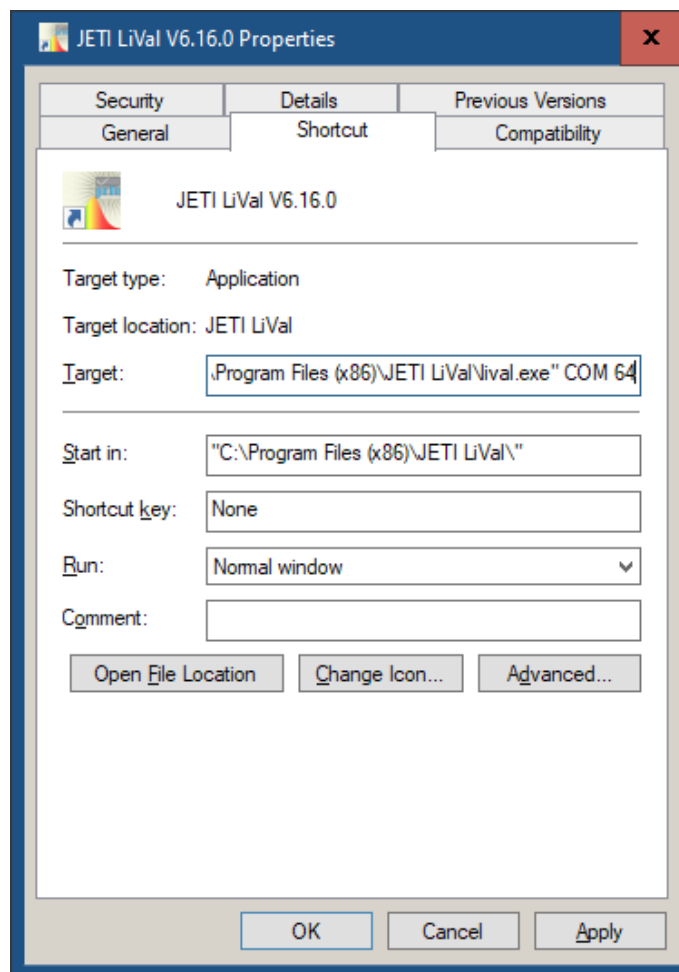 JETI LiVal V6.16.0 Properties
x
Security Details Previous Versions
General Shortcut Compatibility
JETI LiVal V6.16.0
Target type: Application
Target location: JETI LiVal
Target: \Program Files (x86)\JETI LiVal\lival.exe" COM 64
Start in: "C:\Program Files (x86)\JETI LiVal\"
Shortcut key: None
Run: Normal window
Comment:
Open File Location Change Icon... Advanced...
OK Cancel Apply